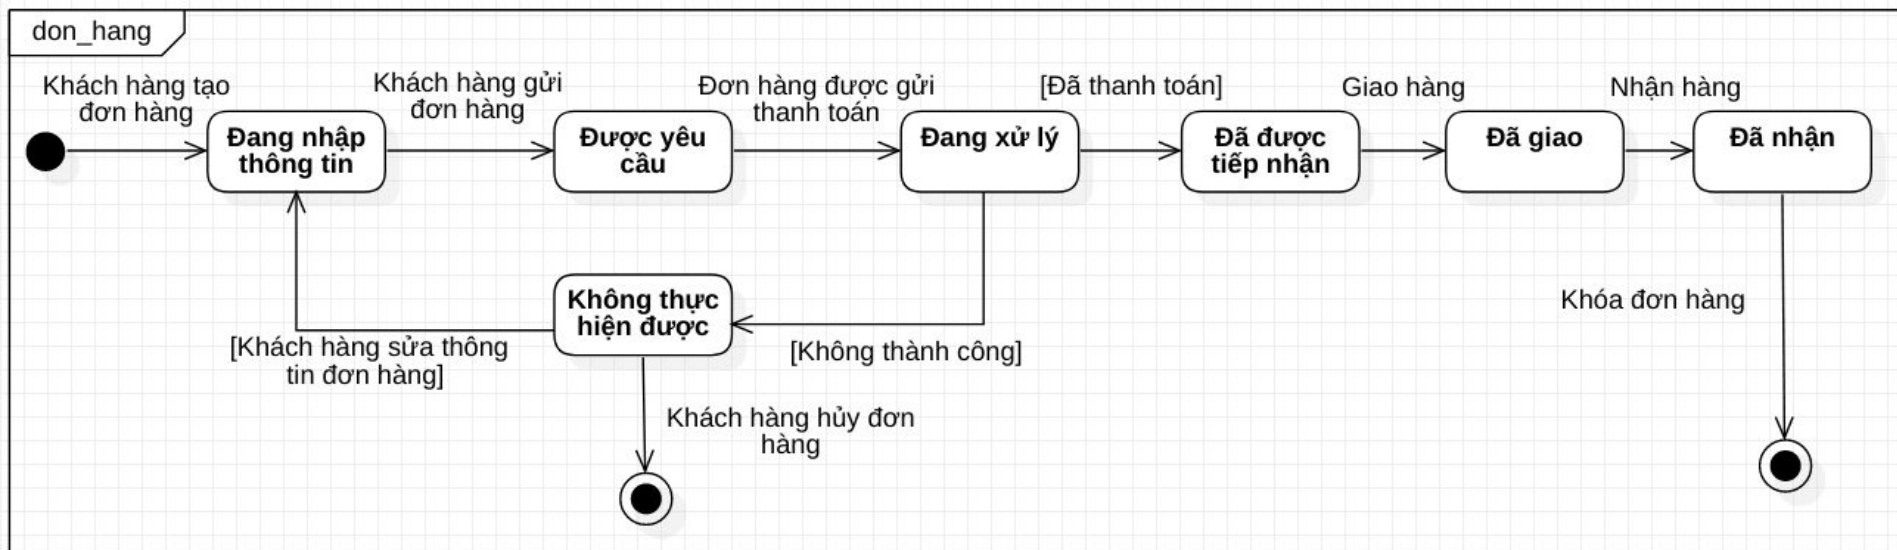 don_hang
Khách hàng tạo
đơn hàng
Khách hàng gửi
đơn hàng
Đơn hàng được gửi
thanh toán
[Đã thanh toán]
Giao hàng
Nhận hàng
Đang nhập
thông tin
Được yêu
cầu
Đang xử lý
Đã được
tiếp nhận
Đã giao
Đã nhận
Không thực
hiện được
Khóa đơn hàng
[Khách hàng sửa thông
tin đơn hàng]
[Không thành công]
Khách hàng hủy đơn
hàng